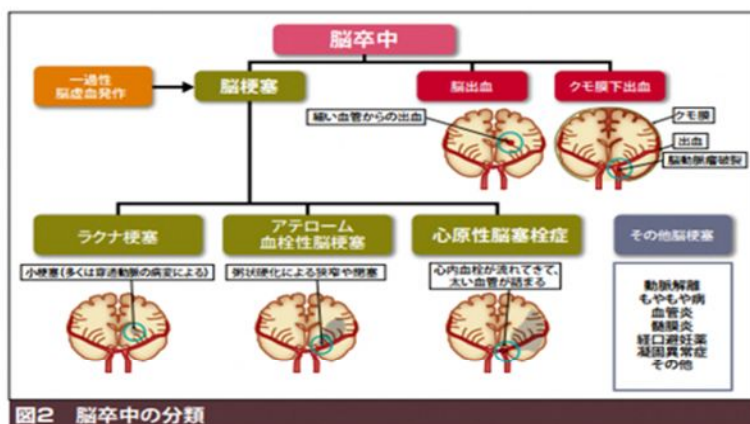 脳卒中
一過性
脳虚血発作
脳梗塞
脳出血
クモ膜下出血
細い血管からの出血
クモ膜
出血
脳動脈瘤破裂
ラクナ梗塞
アテローム
血栓性脳梗塞
心原性脳塞栓症
その他脳梗塞
小梗塞(多くは穿通動脈の病変による)
粥状硬化による狭窄や閉塞
心内血栓が流れてきて、
太い血管が詰まる
動脈解離
もやもや病
血管炎
髄膜炎
経口避妊薬
凝固異常症
その他
図2 脳卒中の分類